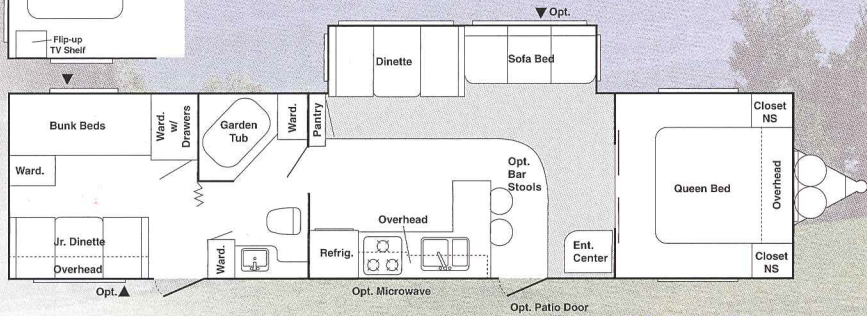 Flip-up
TV Shelf
Opt.
Dinette
Sofa Bed
Bunk Beds
Ward.
w/
Drawers
Garden
Tub
Ward.
Pantry
Closet
NS
Ward.
Opt.
Bar
Stools
Queen Bed
Overhead
Jr. Dinette
Overhead
Ward.
Refrig.
Overhead
Ent.
Center
Closet
NS
Opt.
Opt. Microwave
Opt. Patio Door